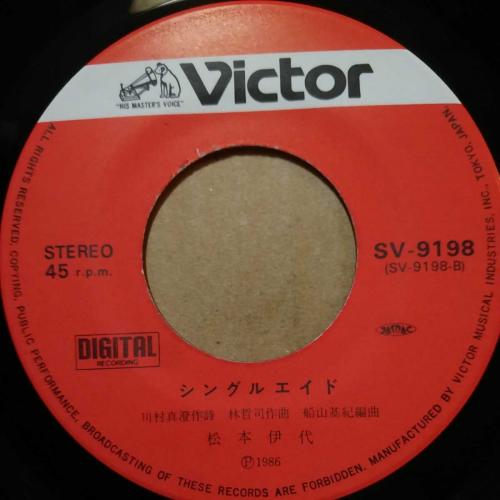 Victor
"HIS MASTER'S VOICE"
STEREO
45 r.p.m.
SV-9198
(SV-9198-B)
DIGITAL
RECORDING
シングルエイド
川村真澄作詩 林哲司作曲 船山基紀編曲
松本伊代
Ⓟ1986
ALL RIGHTS RESERVED. COPYING, PUBLIC PERFORMANCE, BROADCASTING OF THESE RECORDS ARE FORBIDDEN. MANUFACTURED BY VICTOR MUSICAL INDUSTRIES, INC., TOKYO, JAPAN.